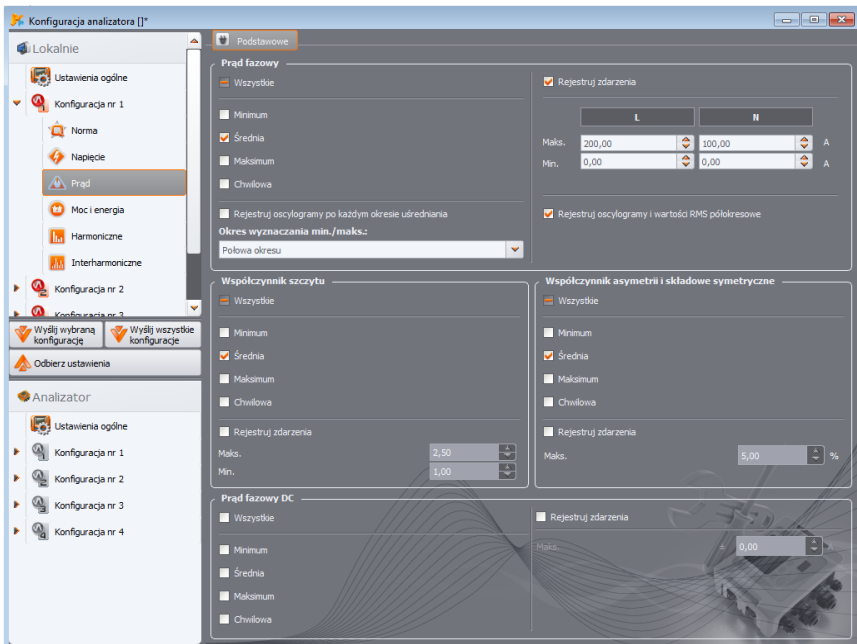 Konfiguracja analizatora []*
Lokalnie
Ustawienia ogólne
Konfiguracja nr 1
Norma
Napięcie
Prąd
Moc i energia
Harmoniczne
Interharmoniczne
Konfiguracja nr 2
Konfiguracja nr 3
Wyślij wybraną konfigurację
Wyślij wszystkie konfiguracje
Odbierz ustawienia
Analizator
Ustawienia ogólne
Konfiguracja nr 1
Konfiguracja nr 2
Konfiguracja nr 3
Konfiguracja nr 4
Podstawowe
Prąd fazowy
Wszystkie
Minimum
Średnia
Maksimum
Chwilowa
Rejestruj oscylogramy po każdym okresie uśredniania
Okres wyznaczania min./maks.:
Połowa okresu
Rejestruj zdarzenia
L N
Maks. 200,00 100,00 A
Min. 0,00 0,00 A
Rejestruj oscylogramy i wartości RMS półokresowe
Współczynnik szczytu
Wszystkie
Minimum
Średnia
Maksimum
Chwilowa
Rejestruj zdarzenia
Maks. 2,50
Min. 1,00
Współczynnik asymetrii i składowe symetryczne
Wszystkie
Minimum
Średnia
Maksimum
Chwilowa
Rejestruj zdarzenia
Maks. 5,00 %
Prąd fazowy DC
Wszystkie
Minimum
Średnia
Maksimum
Chwilowa
Rejestruj zdarzenia
Maks. ± 0,00 A